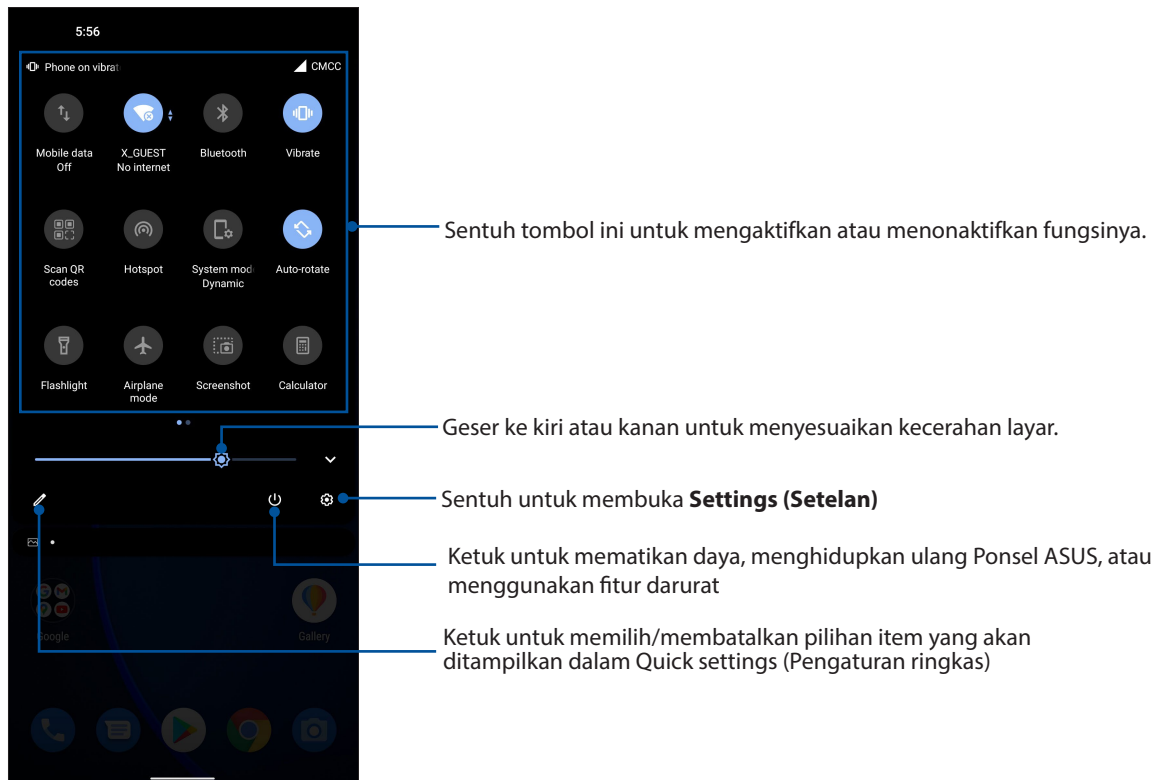 5:56
Phone on vibrat
CMCC
Mobile data
Off
X_GUEST
No internet
Bluetooth
Vibrate
Scan QR
codes
Hotspot
System mod
Dynamic
Auto-rotate
Flashlight
Airplane
mode
Screenshot
Calculator
Sentuh tombol ini untuk mengaktifkan atau menonaktifkan fungsinya.
Geser ke kiri atau kanan untuk menyesuaikan kecerahan layar.
Sentuh untuk membuka Settings (Setelan)
Ketuk untuk mematikan daya, menghidupkan ulang Ponsel ASUS, atau
menggunakan fitur darurat
Ketuk untuk memilih/membatalkan pilihan item yang akan
ditampilkan dalam Quick settings (Pengaturan ringkas)
Google
Gallery